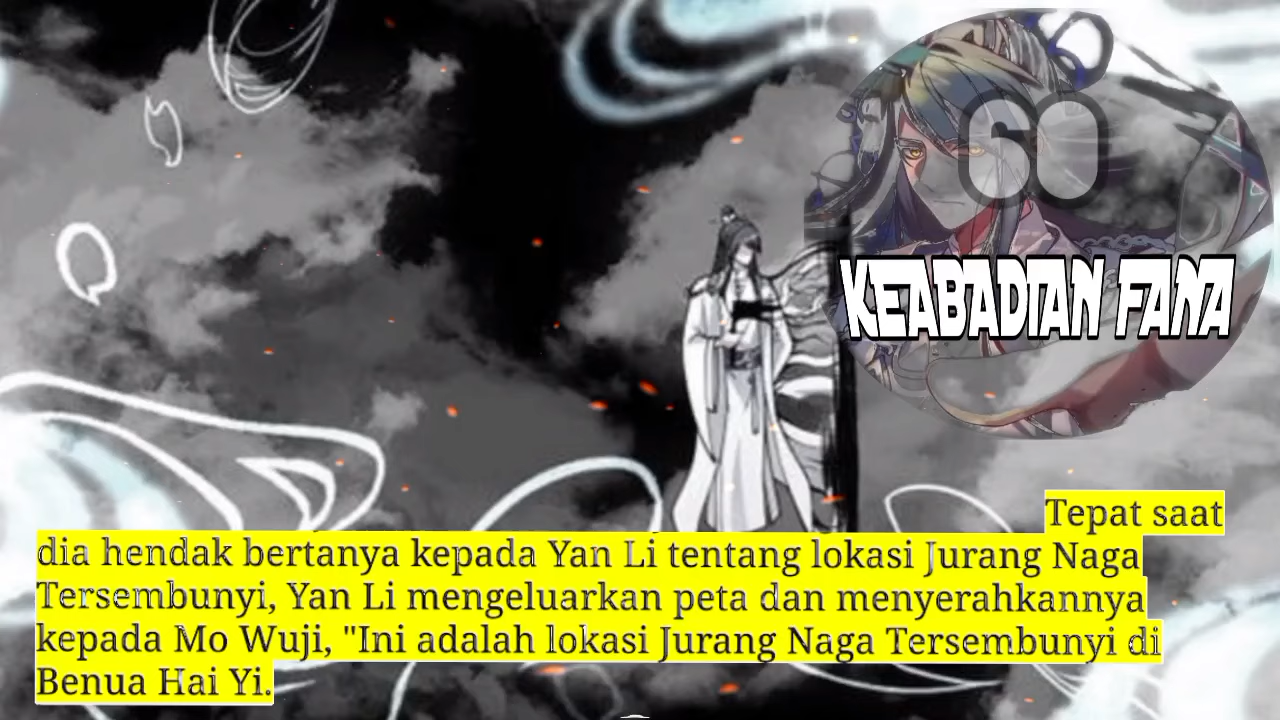 60
KEABADIAN FANA
Tepat saat
dia hendak bertanya kepada Yan Li tentang lokasi Jurang Naga
Tersembunyi, Yan Li mengeluarkan peta dan menyerahkannya
kepada Mo Wuji, "Ini adalah lokasi Jurang Naga Tersembunyi di
Benua Hai Yi.